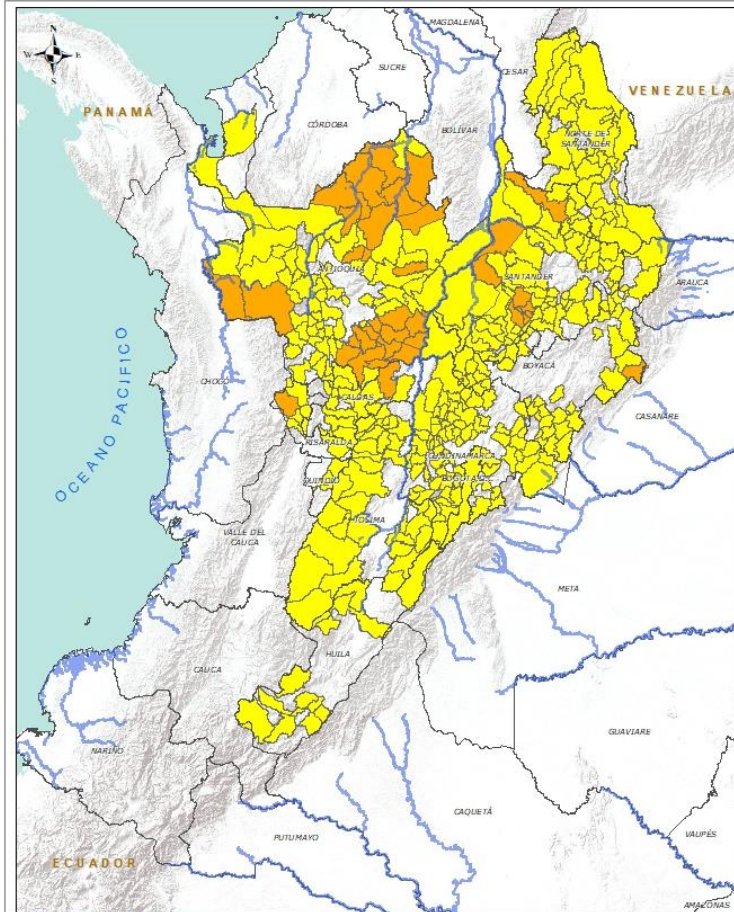 N
W E
S
MAGDALENA
SUCRE
CESAR
VENEZUELA
PANAMÁ
CÓRDOBA
BOLÍVAR
NORTE DE
SANTANDER
ANTIOQUIA
SANTANDER
ARAUCA
OCEANO PACIFICO
CHOCÓ
BOYACÁ
CALDAS
CASANARE
RISARALDA
CUNDINAMARCA
QUINDIO
BOGOTÁ D.C.
TOLIMA
VALLE DEL
CAUCA
META
HUILA
CAUCA
GUAVIARE
NARIÑO
CAQUETÁ
PUTUMAYO
VAUPÉS
ECUADOR
AMAZONAS